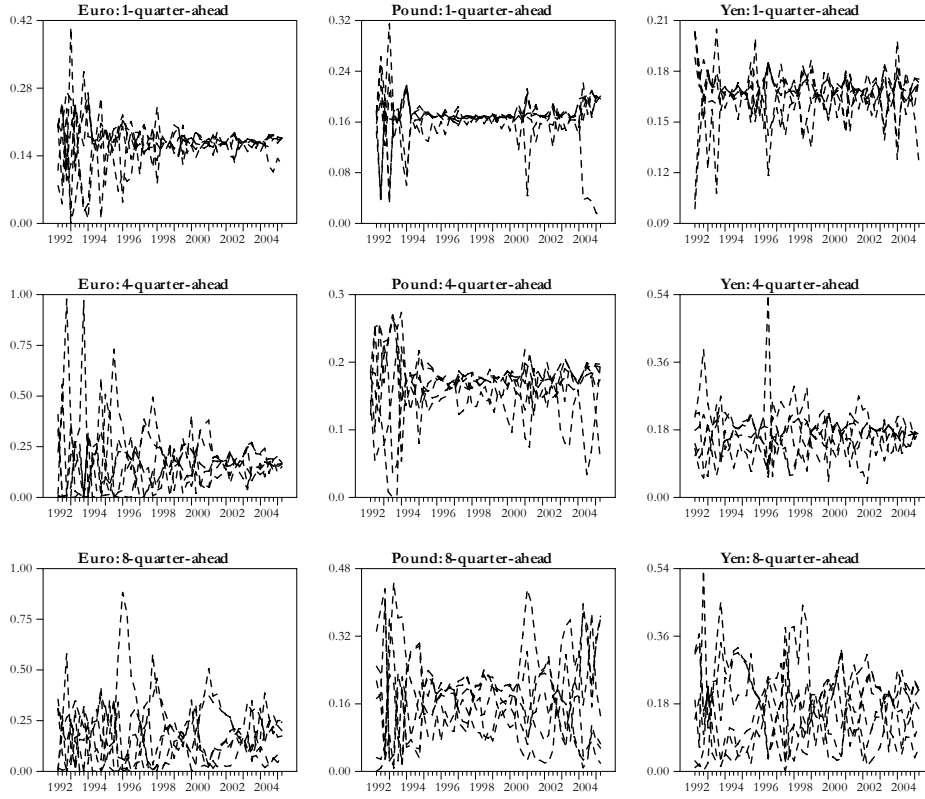 Euro: 1-quarter-ahead
0.42
0.28
0.14
0.00
1992 1994 1996 1998 2000 2002 2004
Pound: 1-quarter-ahead
0.32
0.24
0.16
0.08
0.00
1992 1994 1996 1998 2000 2002 2004
Yen: 1-quarter-ahead
0.21
0.18
0.15
0.12
0.09
1992 1994 1996 1998 2000 2002 2004
Euro: 4-quarter-ahead
1.00
0.75
0.50
0.25
0.00
1992 1994 1996 1998 2000 2002 2004
Pound: 4-quarter-ahead
0.3
0.2
0.1
0.0
1992 1994 1996 1998 2000 2002 2004
Yen: 4-quarter-ahead
0.54
0.36
0.18
0.00
1992 1994 1996 1998 2000 2002 2004
Euro: 8-quarter-ahead
1.00
0.75
0.50
0.25
0.00
1992 1994 1996 1998 2000 2002 2004
Pound: 8-quarter-ahead
0.48
0.32
0.16
0.00
1992 1994 1996 1998 2000 2002 2004
Yen: 8-quarter-ahead
0.54
0.36
0.18
0.00
1992 1994 1996 1998 2000 2002 2004